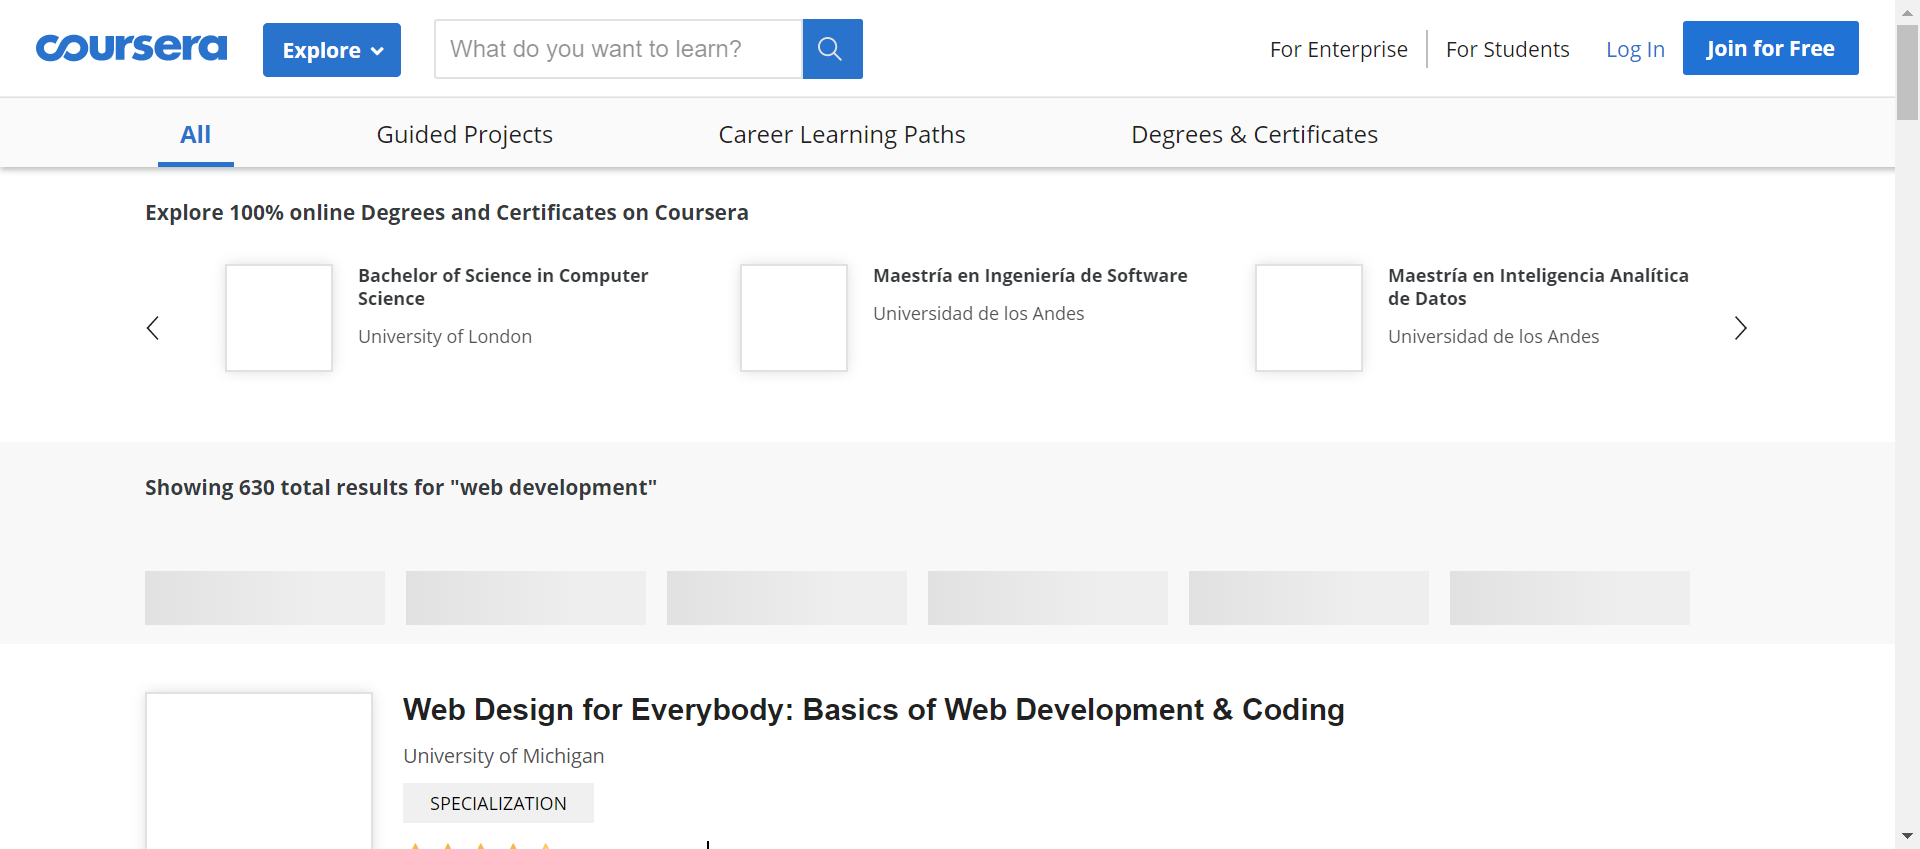 coursera Explore What do you want to learn? For Enterprise For Students Log In Join for Free
All Guided Projects Career Learning Paths Degrees & Certificates
Explore 100% online Degrees and Certificates on Coursera
Bachelor of Science in Computer
Science
University of London
Maestría en Ingeniería de Software
Universidad de los Andes
Maestría en Inteligencia Analítica
de Datos
Universidad de los Andes
Showing 630 total results for "web development"
Web Design for Everybody: Basics of Web Development & Coding
University of Michigan
SPECIALIZATION